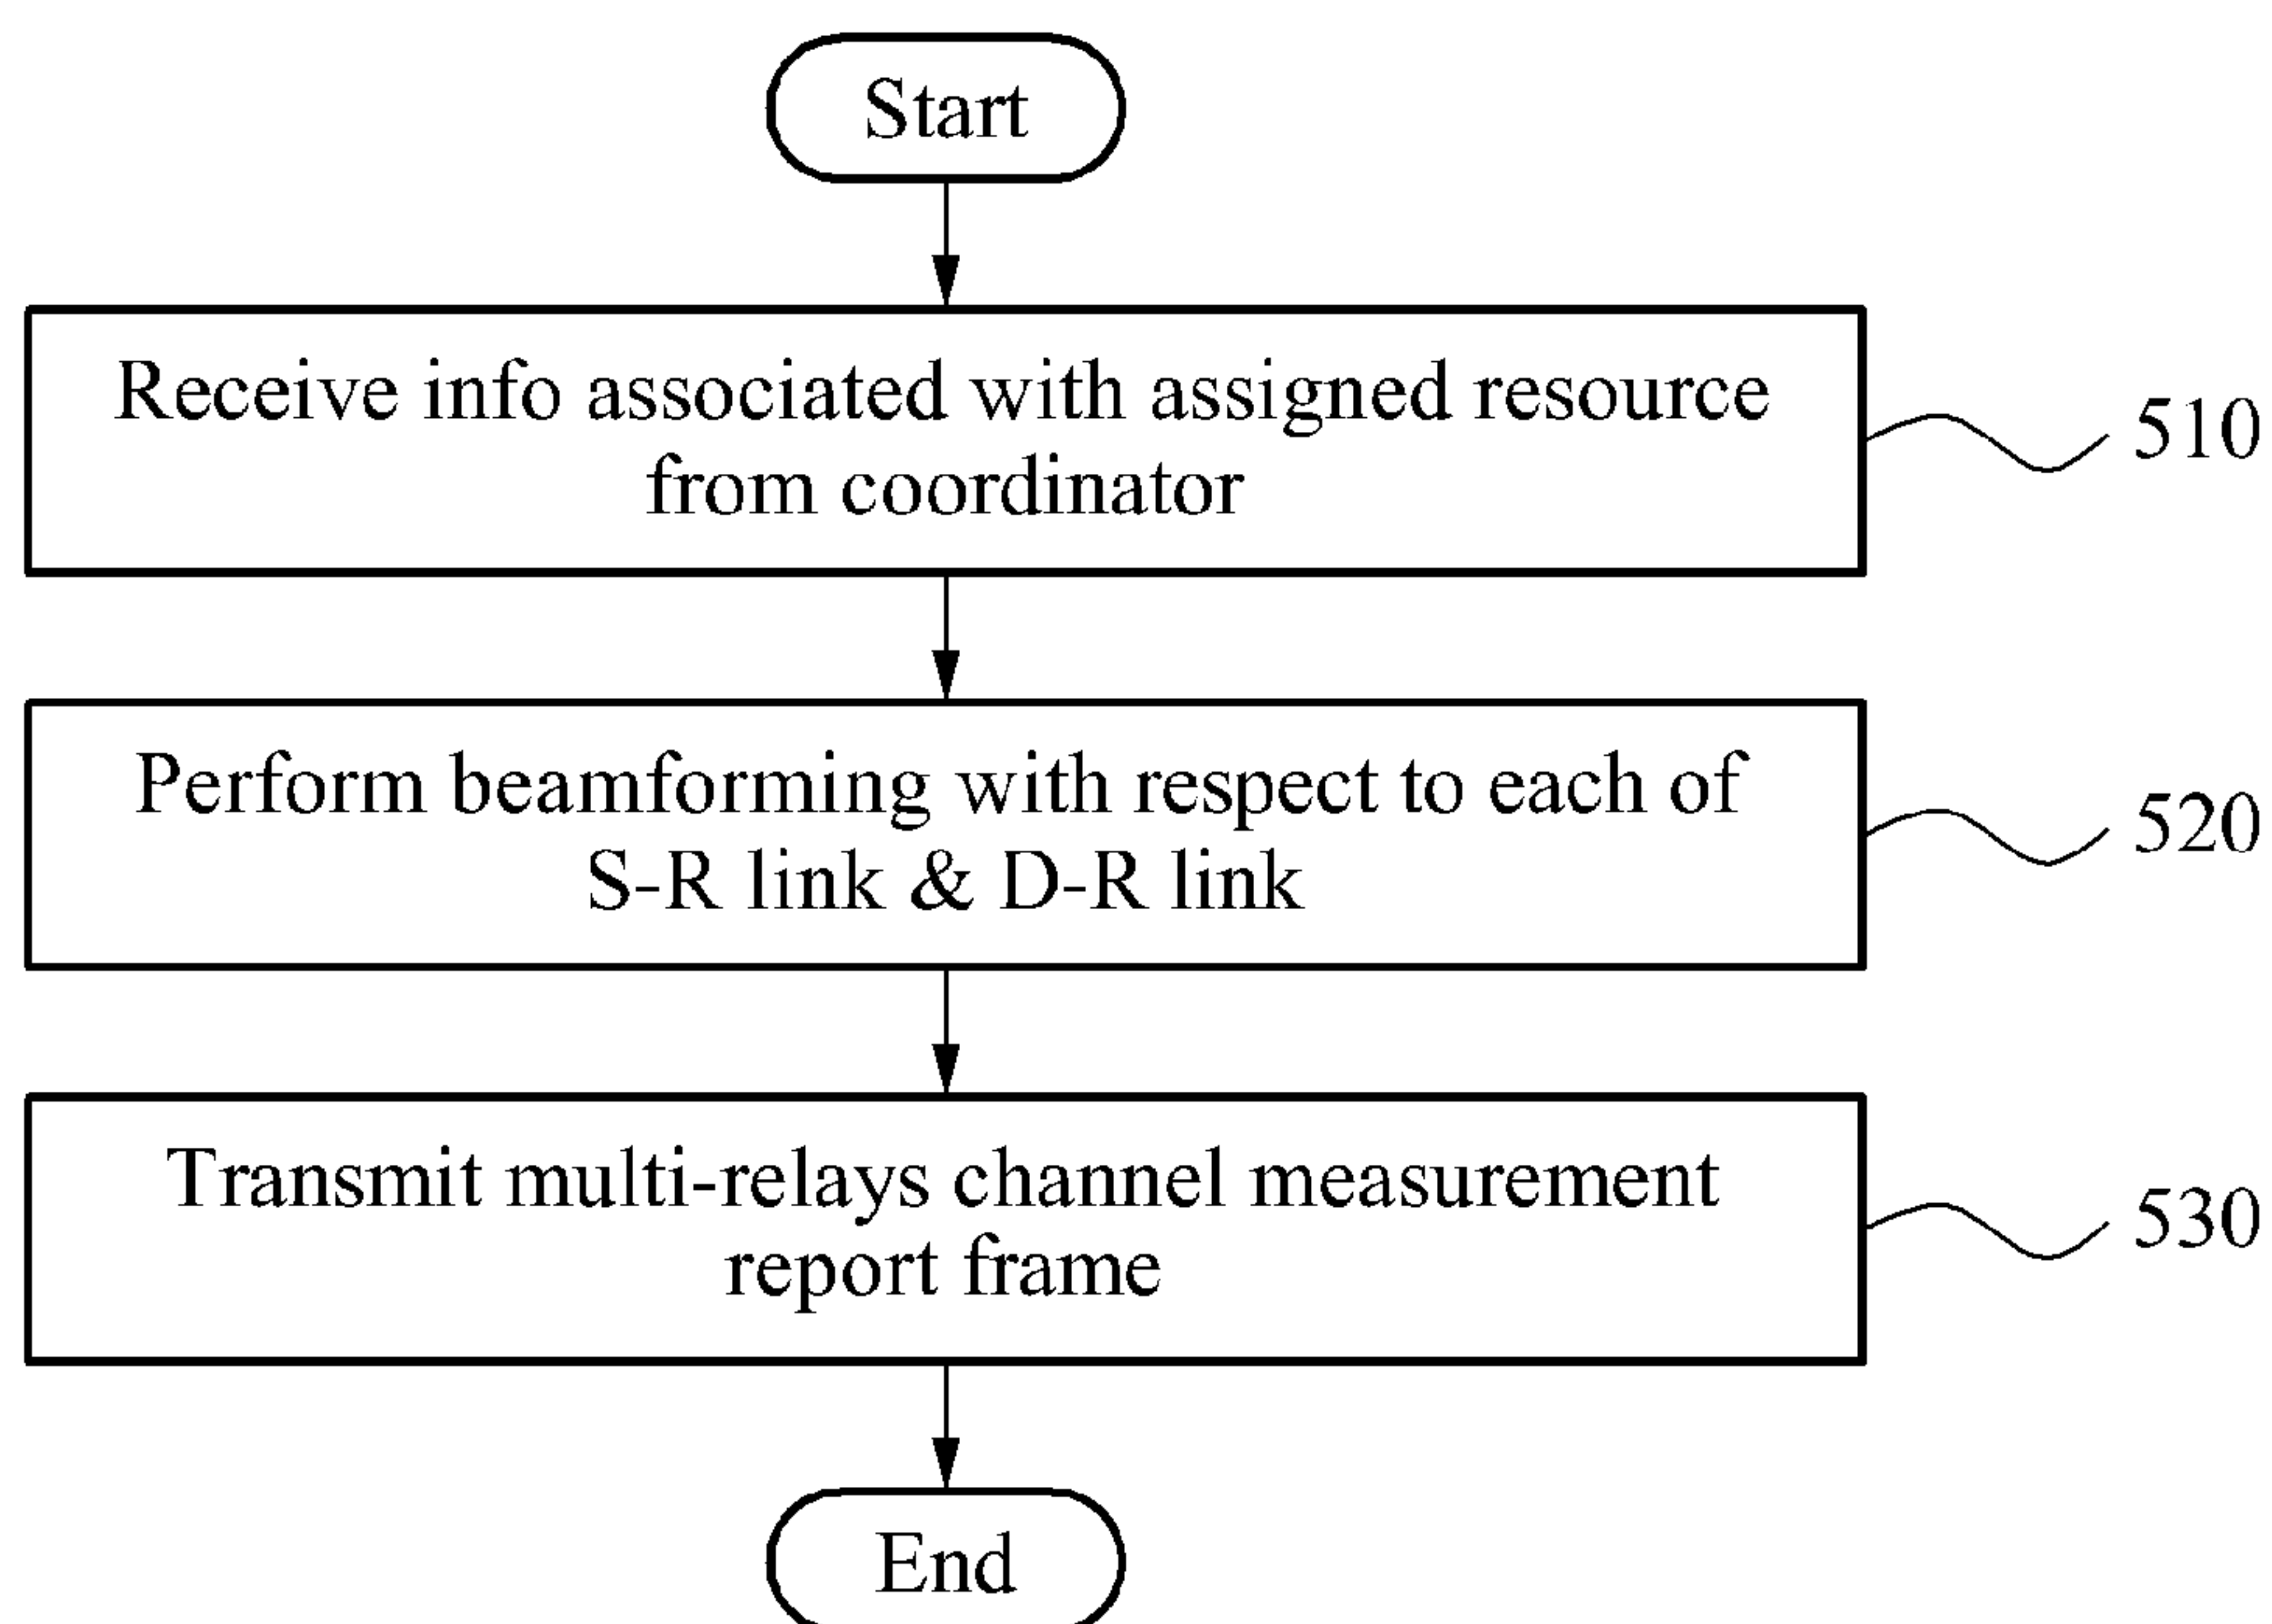 Start
Receive info associated with assigned resource
from coordinator
510
Perform beamforming with respect to each of
S-R link & D-R link
520
Transmit multi-relays channel measurement
report frame
530
End